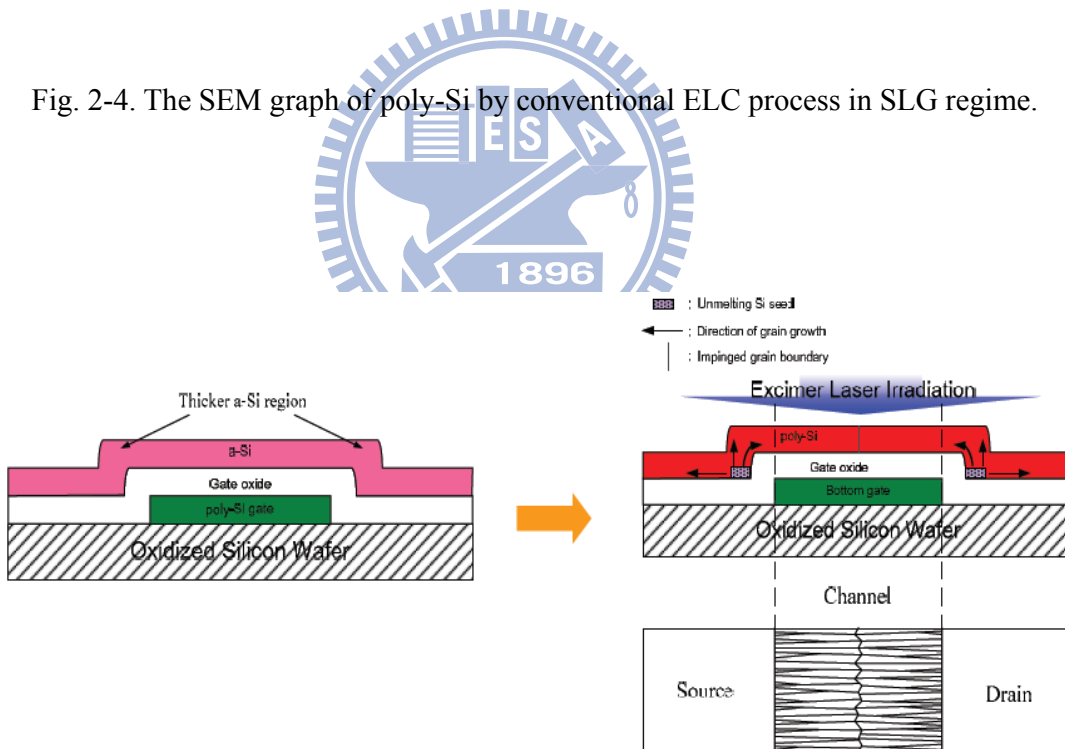 Fig. 2-4. The SEM graph of poly-Si by conventional ELC process in SLG regime.
E S A
1896
: Unmelting Si seed
: Direction of grain growth
: Impinged grain boundary
Excimer Laser Irradiation
Thicker a-Si region
a-Si
Gate oxide
poly-Si gate
Oxidized Silicon Wafer
poly-Si
Gate oxide
Bottom gate
Oxidized Silicon Wafer
Channel
Source
Drain